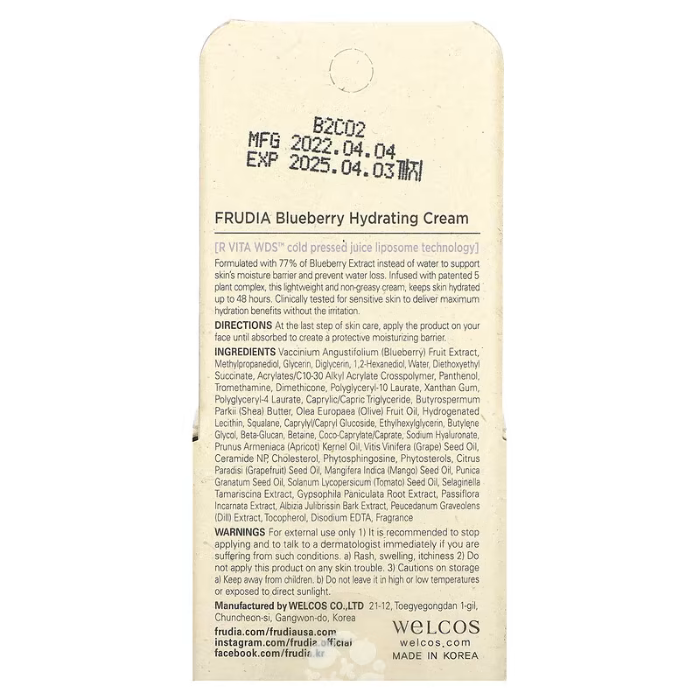 B2C02
MFG 2022.04.04
EXP 2025.04.03까지
FRUDIA Blueberry Hydrating Cream
[R VITA WDS™ cold pressed juice liposome technology]
Formulated with 77% of Blueberry Extract instead of water to support
skin's moisture barrier and prevent water loss. Infused with patented 5
plant complex, this lightweight and non-greasy cream, keeps skin hydrated
up to 48 hours. Clinically tested for sensitive skin to deliver maximum
hydration benefits without the irritation.
DIRECTIONS At the last step of skin care, apply the product on your
face until absorbed to create a protective moisturizing barrier.
INGREDIENTS Vaccinium Angustifolium (Blueberry) Fruit Extract,
Methylpropanediol, Glycerin, Diglycerin, 1,2-Hexanediol, Water, Diethoxyethyl
Succinate, Acrylates/C10-30 Alkyl Acrylate Crosspolymer, Panthenol,
Tromethamine, Dimethicone, Polyglyceryl-10 Laurate, Xanthan Gum,
Polyglyceryl-4 Laurate, Caprylic/Capric Triglyceride, Butyrospermum
Parkii (Shea) Butter, Olea Europaea (Olive) Fruit Oil, Hydrogenated
Lecithin, Squalane, Caprylyl/Capryl Glucoside, Ethylhexylglycerin, Butylene
Glycol, Beta-Glucan, Betaine, Coco-Caprylate/Caprate, Sodium Hyaluronate,
Prunus Armeniaca (Apricot) Kernel Oil, Vitis Vinifera (Grape) Seed Oil,
Ceramide NP, Cholesterol, Phytosphingosine, Phytosterols, Citrus
Paradisi (Grapefruit) Seed Oil, Mangifera Indica (Mango) Seed Oil, Punica
Granatum Seed Oil, Solanum Lycopersicum (Tomato) Seed Oil, Selaginella
Tamariscina Extract, Gypsophila Paniculata Root Extract, Passiflora
Incarnata Extract, Albizia Julibrissin Bark Extract, Peucedanum Graveolens
(Dill) Extract, Tocopherol, Disodium EDTA, Fragrance
WARNINGS For external use only 1) It is recommended to stop
applying and to talk to a dermatologist immediately if you are
suffering from such conditions. a) Rash, swelling, itchiness 2) Do
not apply this product on any skin trouble. 3) Cautions on storage
a) Keep away from children. b) Do not leave it in high or low temperatures
or exposed to direct sunlight.
Manufactured by WELCOS CO.,LTD 21-12, Toegyegongdan 1-gil,
Chuncheon-si, Gangwon-do, Korea
frudia.com/frudiausa.com
instagram.com/frudia.official
facebook.com/frudia.kr
WELCOS
welcos.com
MADE IN KOREA